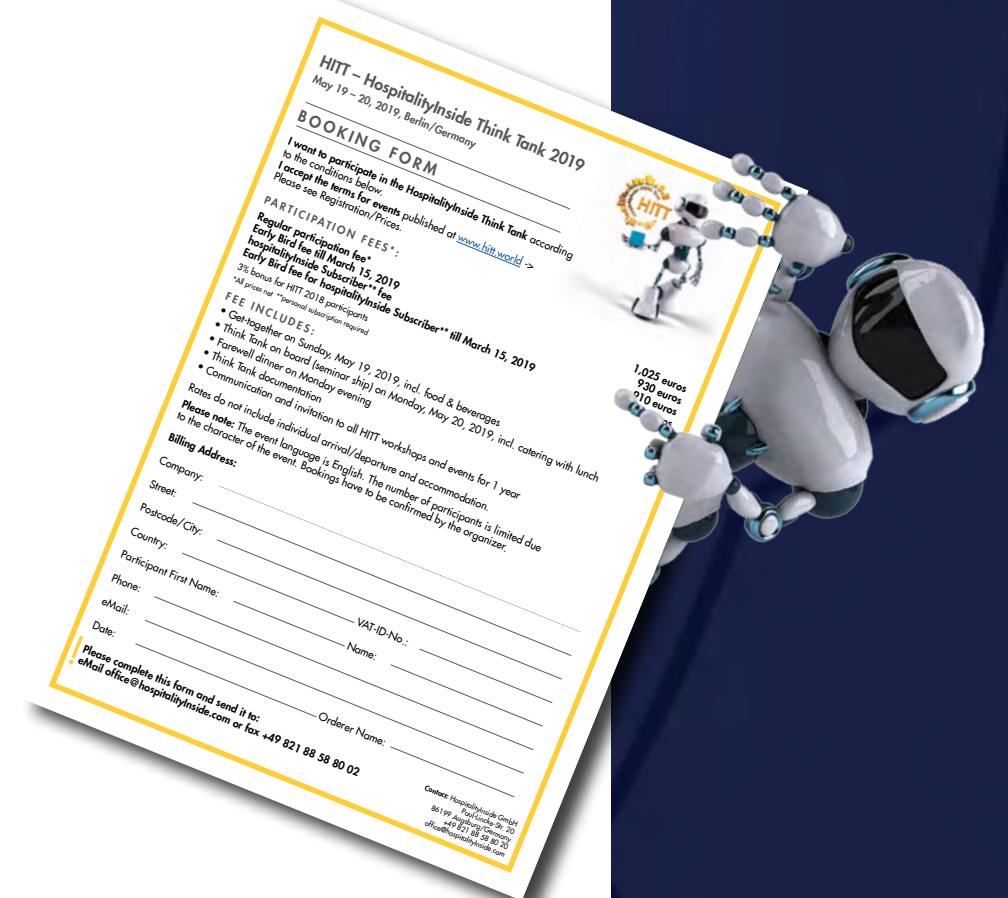 HITT – HospitalityInside Think Tank 2019
May 19 – 20, 2019, Berlin/Germany
BOOKING FORM
I want to participate in the HospitalityInside Think Tank according
to the conditions below.
I accept the terms for events published at www.hitt.world ->
Please see Registration/Prices.
HITT
PARTICIPATION FEES*:
Regular participation fee* 1,025 euros
Early Bird fee till March 15, 2019 930 euros
hospitalityInside Subscriber** fee 910 euros
Early Bird fee for hospitalityInside Subscriber** till March 15, 2019
3% bonus for HITT 2018 participants
*All prices net **personal subscription required
FEE INCLUDES:
• Get-together on Sunday, May 19, 2019, incl. food & beverages
• Think Tank on board (seminar ship) on Monday, May 20, 2019, incl. catering with lunch
• Farewell dinner on Monday evening
• Think Tank documentation
• Communication and invitation to all HITT workshops and events for 1 year
Rates do not include individual arrival/departure and accommodation.
Please note: The event language is English. The number of participants is limited due
to the character of the event. Bookings have to be confirmed by the organizer.
Billing Address:
Company:
Street:
Postcode/City:
Country: VAT-ID-No.:
Participant First Name: Name:
Phone:
eMail:
Date: Orderer Name:
! Please complete this form and send it to:
eMail office@hospitalityInside.com or fax +49 821 88 58 80 02
Contact: HospitalityInside GmbH
Paul-Lincke-Str. 20
86199 Augsburg/Germany
+49 821 88 58 80 20
office@hospitalityInside.com